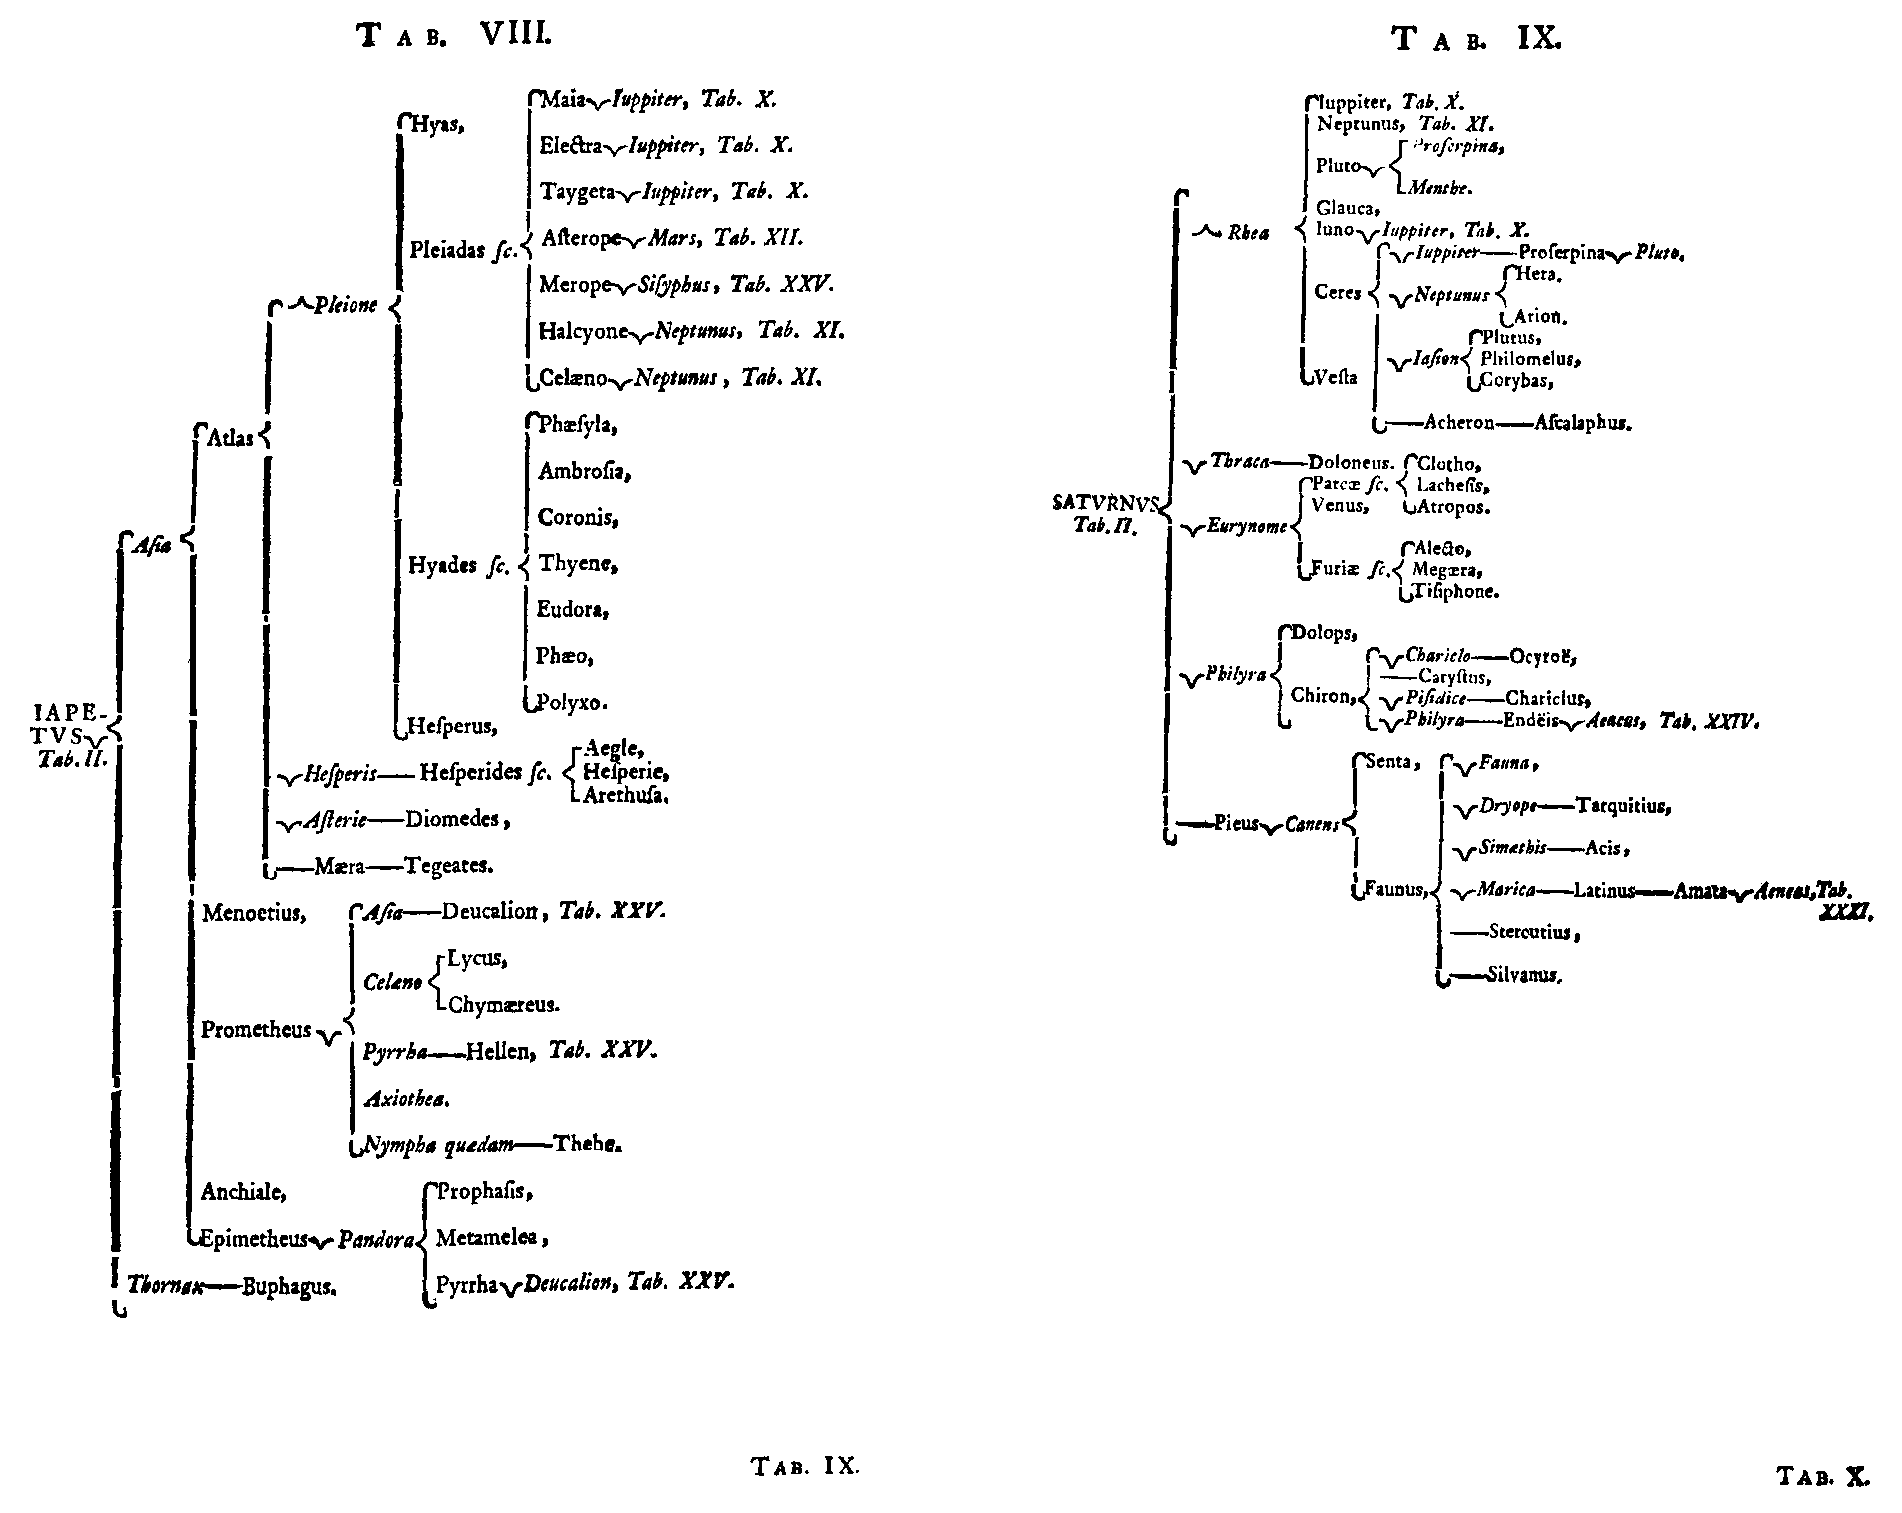 TAB. VIII.
Maia Iuppiter, Tab. X.
Hyas,
Electra Iuppiter, Tab. X.
Taygeta Iuppiter, Tab. X.
Pleiadas ſc. Aſterope Mars, Tab. XII.
Merope Siſyphus, Tab. XXV.
Pleione
Halcyone Neptunus, Tab. XI.
Celæno Neptunus, Tab. XI.
Atlas
Phæſyla,
Ambroſia,
Coronis,
Aſia
Hyades ſc. Thyene,
Eudora,
Phæo,
Polyxo.
IAPE-
TVS
Tab. II.
Heſperus,
Aegle,
Heſperis Heſperides ſc. Heſperie,
Arethuſa.
Aſterie Diomedes,
Mæra Tegeates.
Menoetius, Aſia Deucalion, Tab. XXV.
Lycus,
Celæno
Chymæreus.
Prometheus
Pyrrha Hellen, Tab. XXV.
Axiothea.
Nympha quædam Thebe.
Anchiale, Prophaſis,
Epimetheus Pandora Metamelea,
Thornax Buphagus. Pyrrha Deucalion, Tab. XXV.
TAB. IX.
TAB. IX.
Iuppiter, Tab. X.
Neptunus, Tab. XI.
Proſerpina,
Pluto
Menthe.
Glauca,
Rhea Iuno Iuppiter, Tab. X.
Iuppiter Proſerpina Pluto.
Hera.
Ceres Neptunus
Arion.
Plutus,
Iaſion Philomelus,
Veſta Corybas,
Acheron Aſcalaphus.
Thraca Doloneus. Clotho,
Parcæ ſc. Lacheſis,
SATVRNVS Venus, Atropos.
Tab. II. Eurynome
Alecto,
Furiæ ſc. Megæra,
Tiſiphone.
Dolops,
Chariclo Ocyroë,
Philyra Caryſtus,
Chiron, Piſidice Chariclus,
Philyra Endëis Aeacus, Tab. XXIV.
Senta, Fauna,
Dryope Tarquitius,
Picus Canens
Simæthis Acis,
Faunus, Marica Latinus Amata Aeneas, Tab.
XXXI.
Stercutius,
Silvanus.
TAB. X.